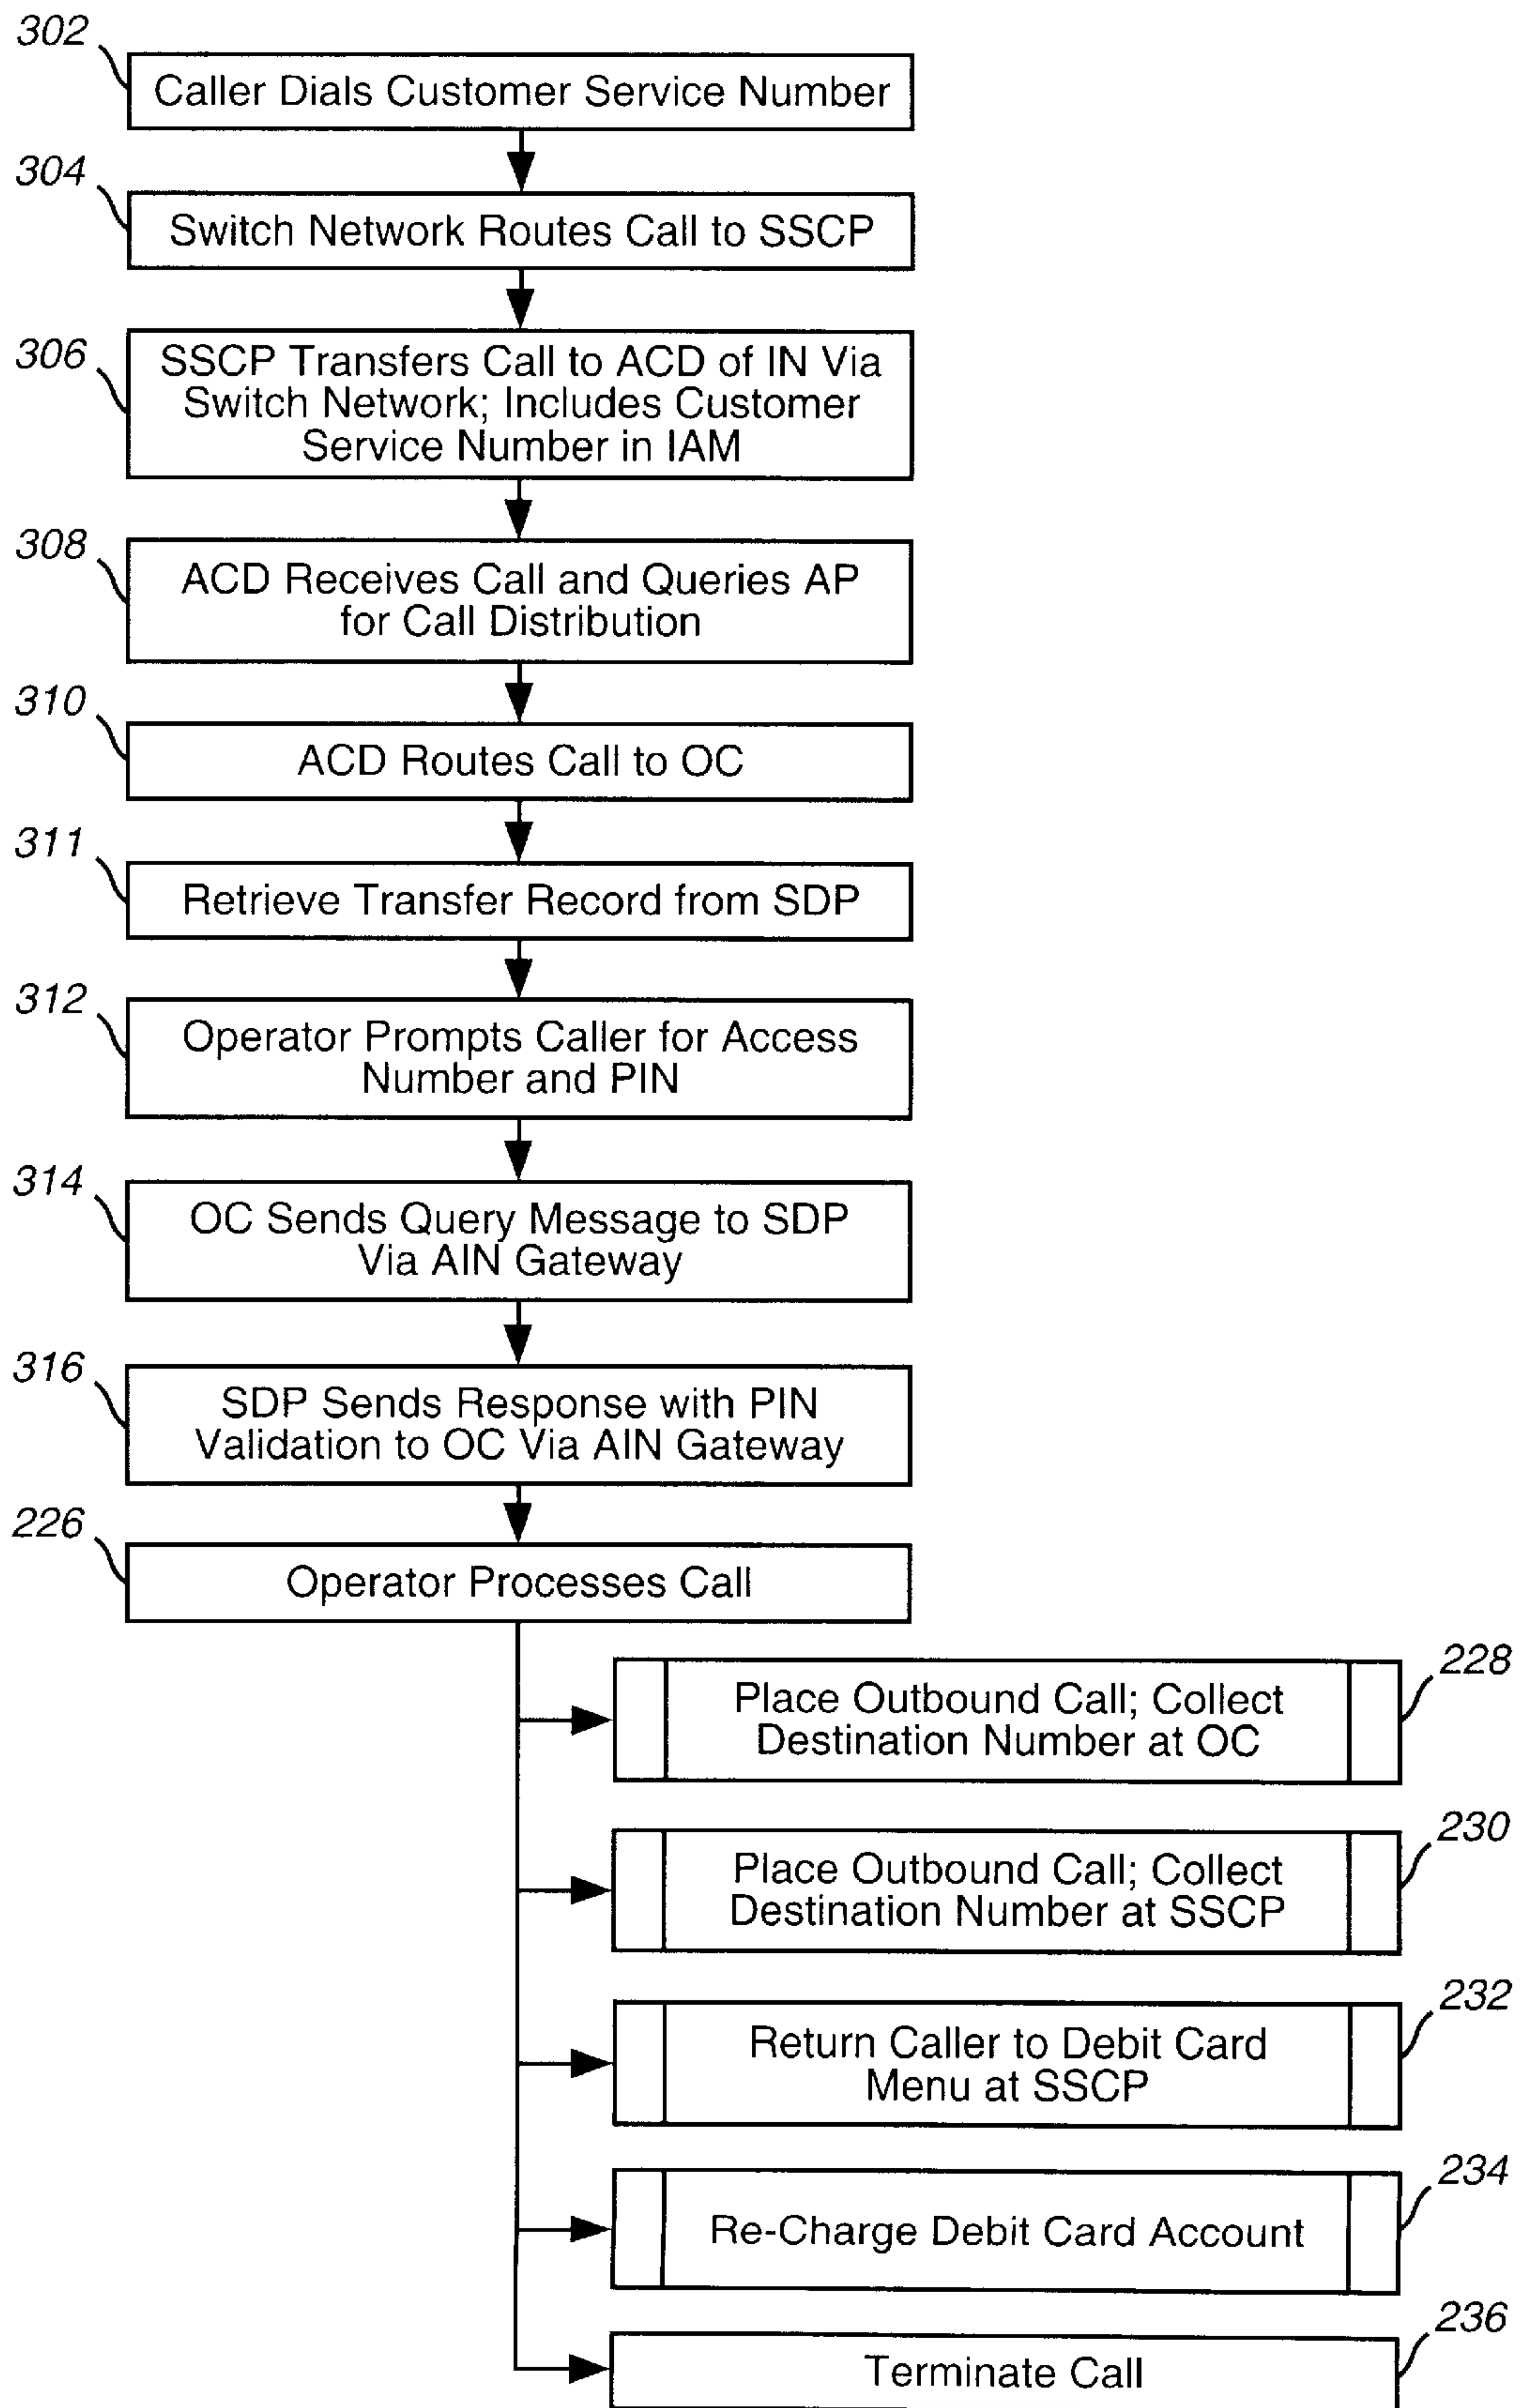 302
Caller Dials Customer Service Number
304
Switch Network Routes Call to SSCP
306
SSCP Transfers Call to ACD of IN Via
Switch Network; Includes Customer
Service Number in IAM
308
ACD Receives Call and Queries AP
for Call Distribution
310
ACD Routes Call to OC
311
Retrieve Transfer Record from SDP
312
Operator Prompts Caller for Access
Number and PIN
314
OC Sends Query Message to SDP
Via AIN Gateway
316
SDP Sends Response with PIN
Validation to OC Via AIN Gateway
226
Operator Processes Call
228
Place Outbound Call; Collect
Destination Number at OC
230
Place Outbound Call; Collect
Destination Number at SSCP
232
Return Caller to Debit Card
Menu at SSCP
234
Re-Charge Debit Card Account
236
Terminate Call